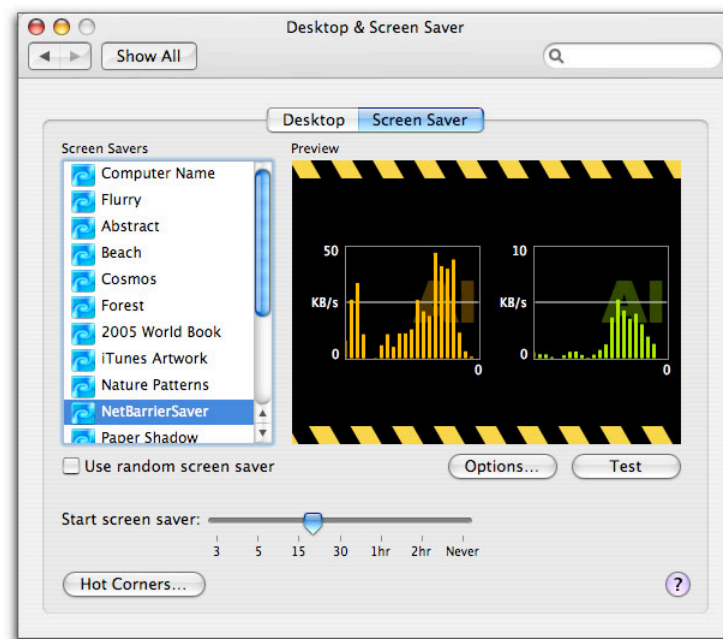 Desktop & Screen Saver
Show All
Desktop
Screen Saver
Screen Savers
Preview
Computer Name
Flurry
Abstract
Beach
Cosmos
Forest
2005 World Book
iTunes Artwork
Nature Patterns
NetBarrierSaver
Paper Shadow
50
KB/s
0
0
AI
10
KB/s
0
0
AI
Use random screen saver
Options...
Test
Start screen saver:
3 5 15 30 1hr 2hr Never
Hot Corners...
?